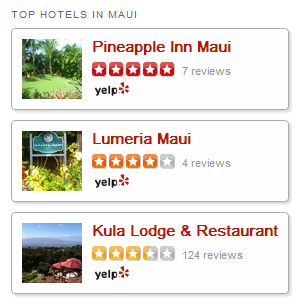 TOP HOTELS IN MAUI
Pineapple Inn Maui
7 reviews
yelp
Lumeria Maui
4 reviews
yelp
Kula Lodge & Restaurant
124 reviews
yelp